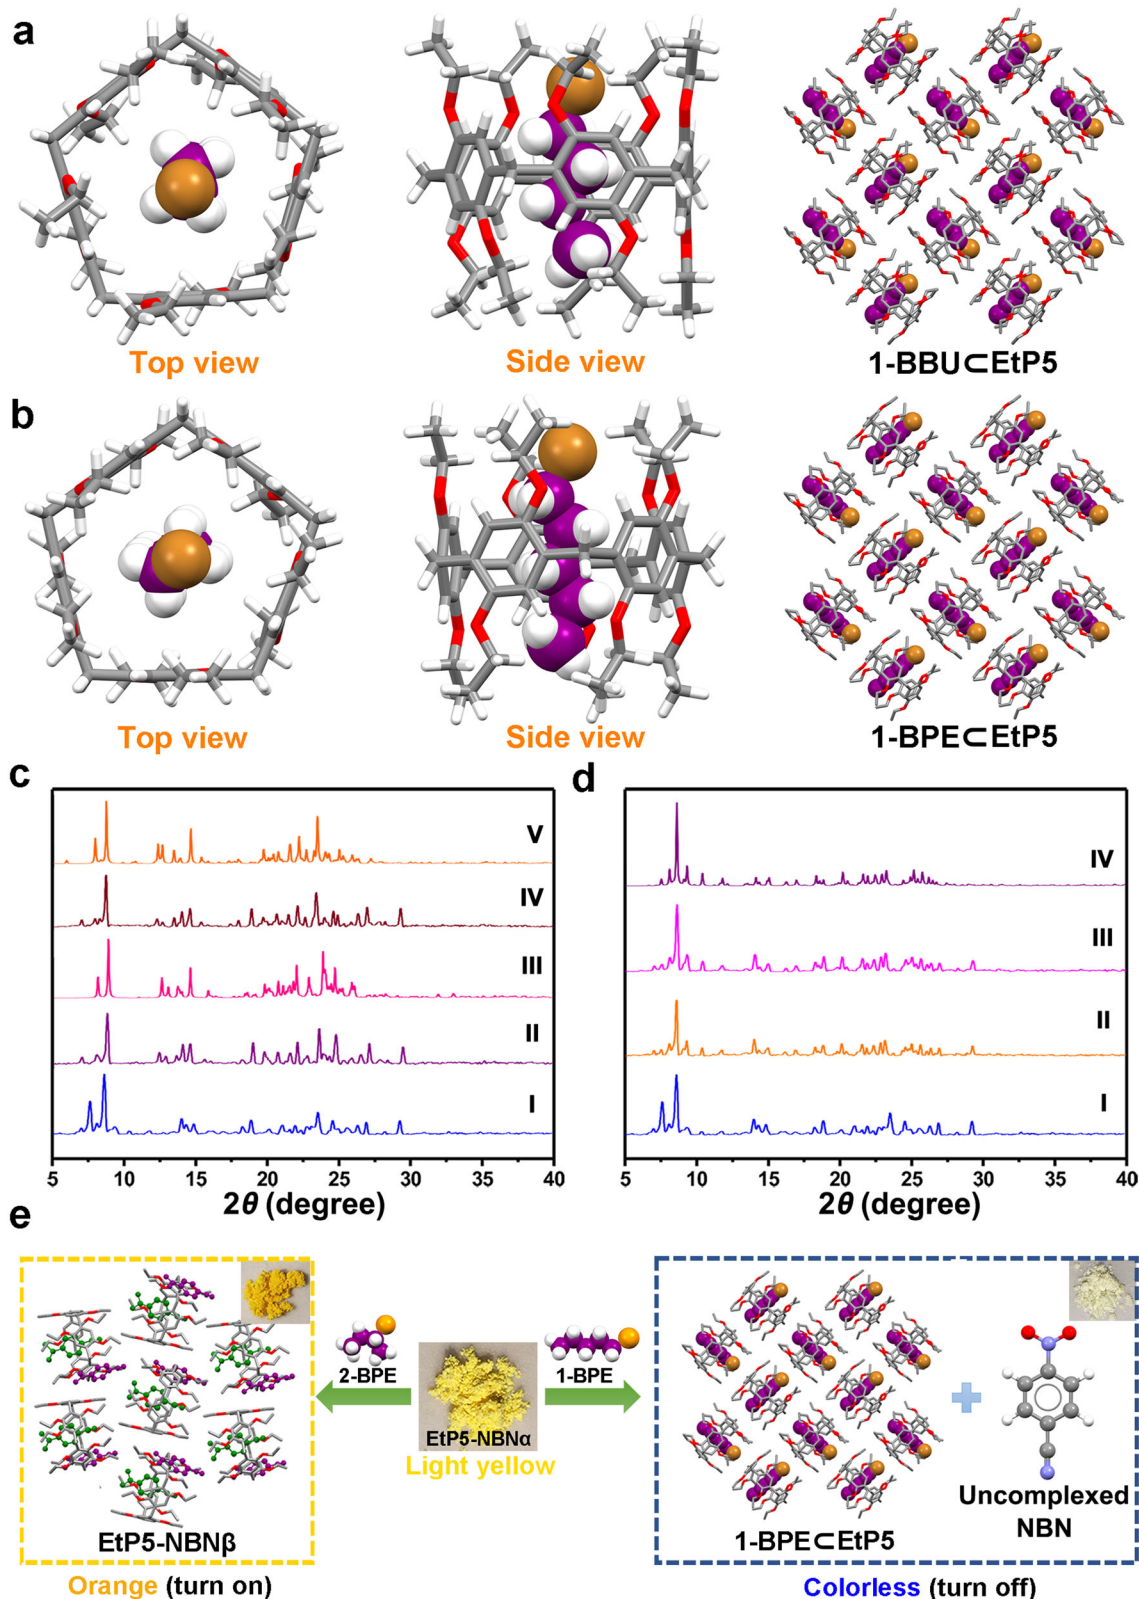 a
Top view
Side view
1-BBU⊂EtP5
b
Top view
Side view
1-BPE⊂EtP5
c
V
IV
III
II
I
5 10 15 20 25 30 35 40
2θ (degree)
d
IV
III
II
I
5 10 15 20 25 30 35 40
2θ (degree)
e
EtP5-NBNβ
Orange (turn on)
2-BPE
EtP5-NBNα
Light yellow
1-BPE
1-BPE⊂EtP5
Uncomplexed
NBN
Colorless (turn off)